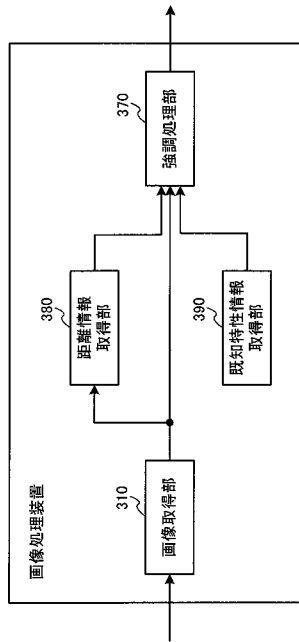 画像処理装置
310
画像取得部
380
距離情報
取得部
390
既知特性情報
取得部
370
強調処理部